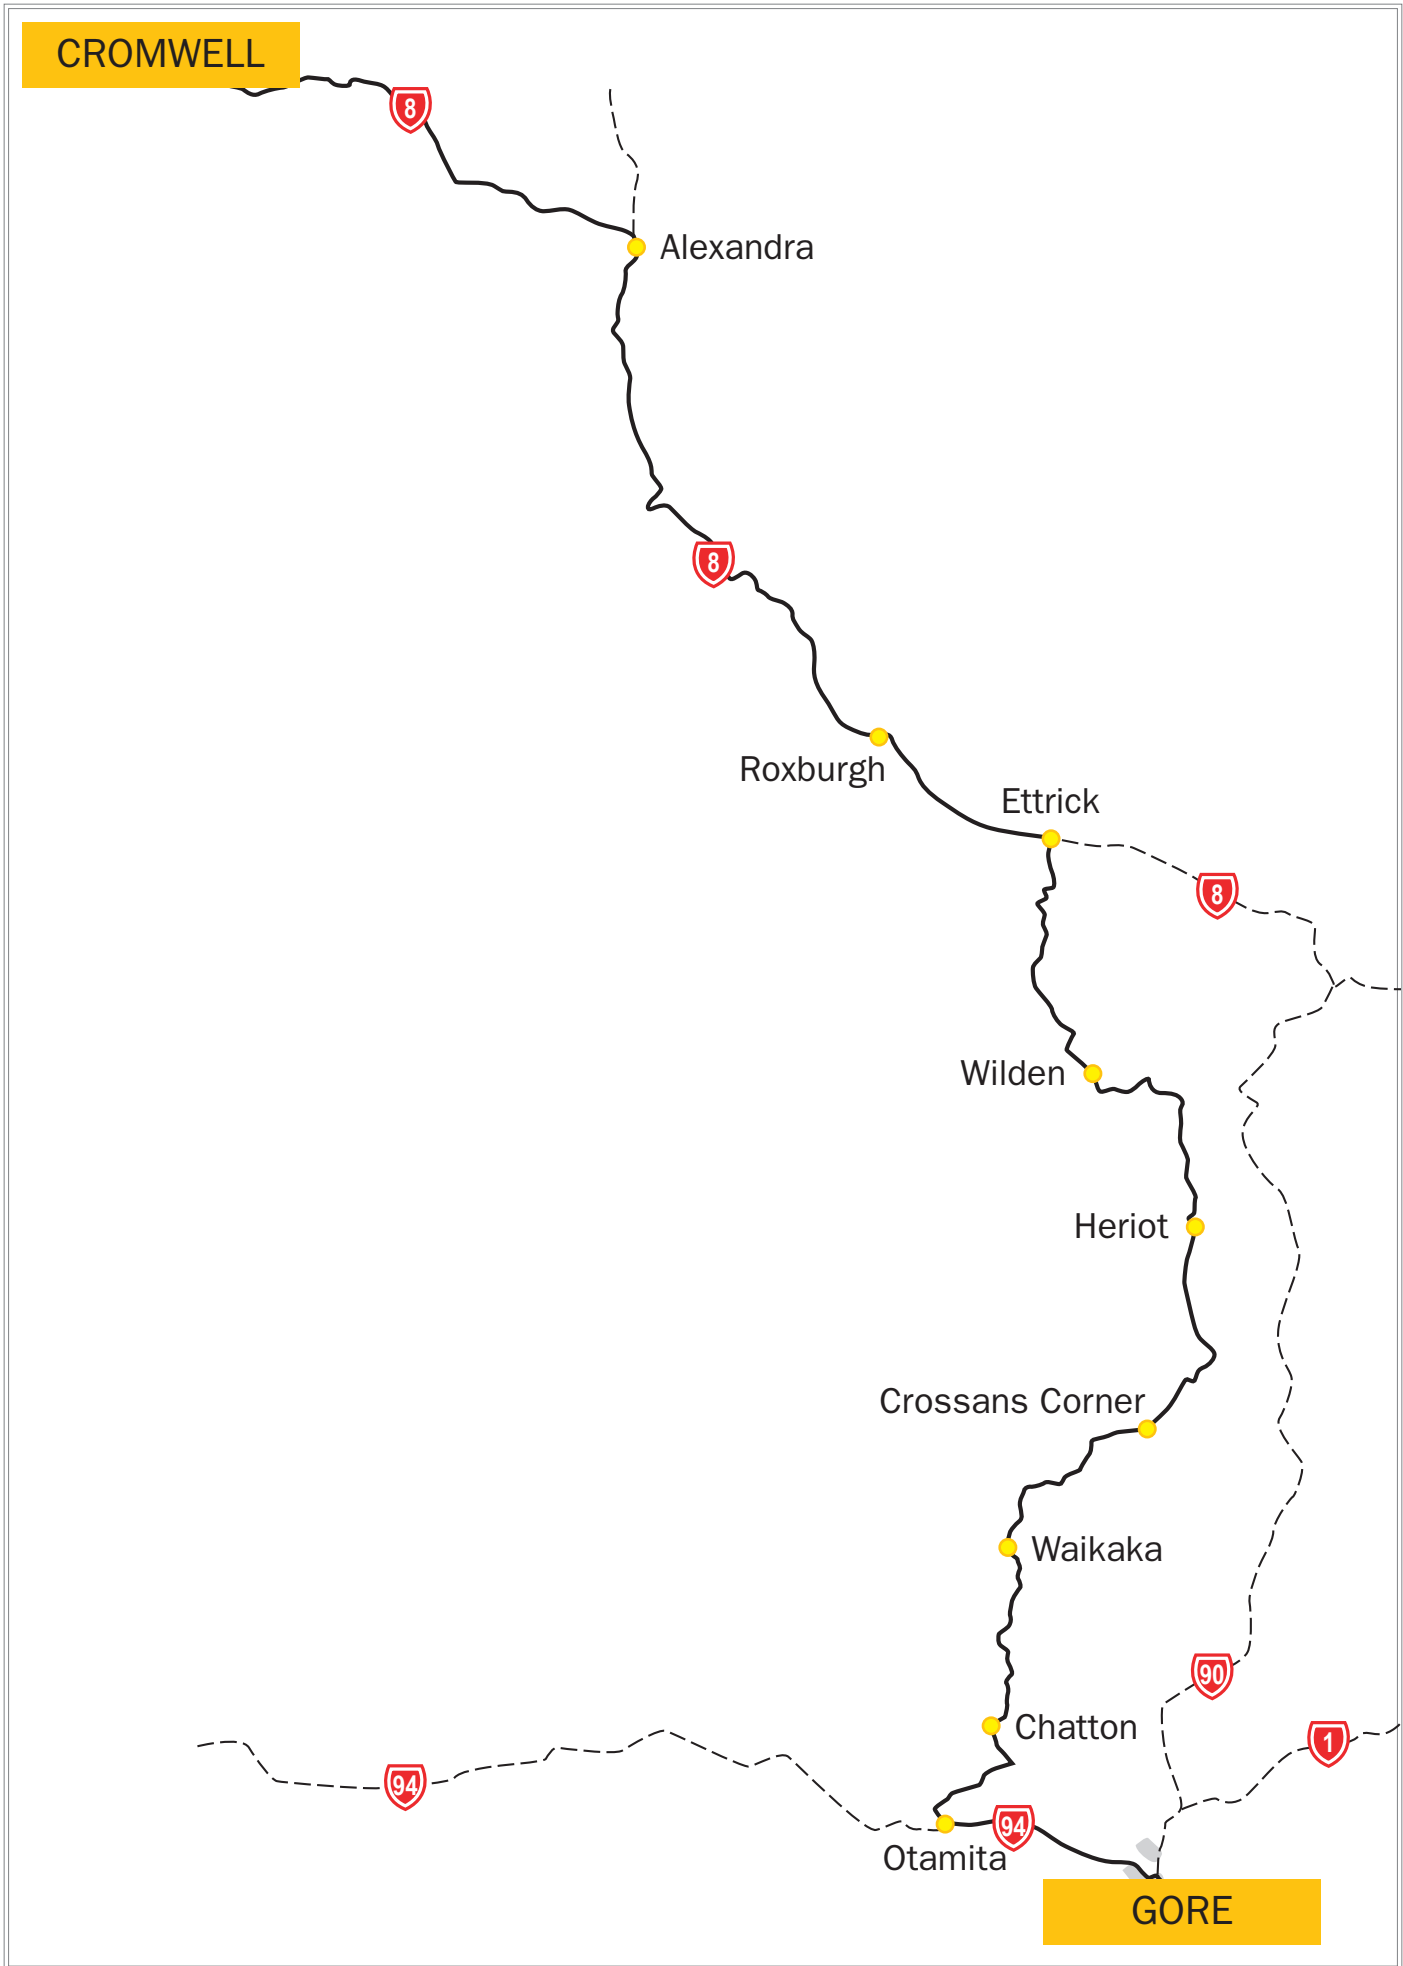 CROMWELL
8
Alexandra
8
Roxburgh
Ettrick
8
Wilden
Heriot
Crossans Corner
Waikaka
90
Chatton
1
94
94
Otamita
GORE